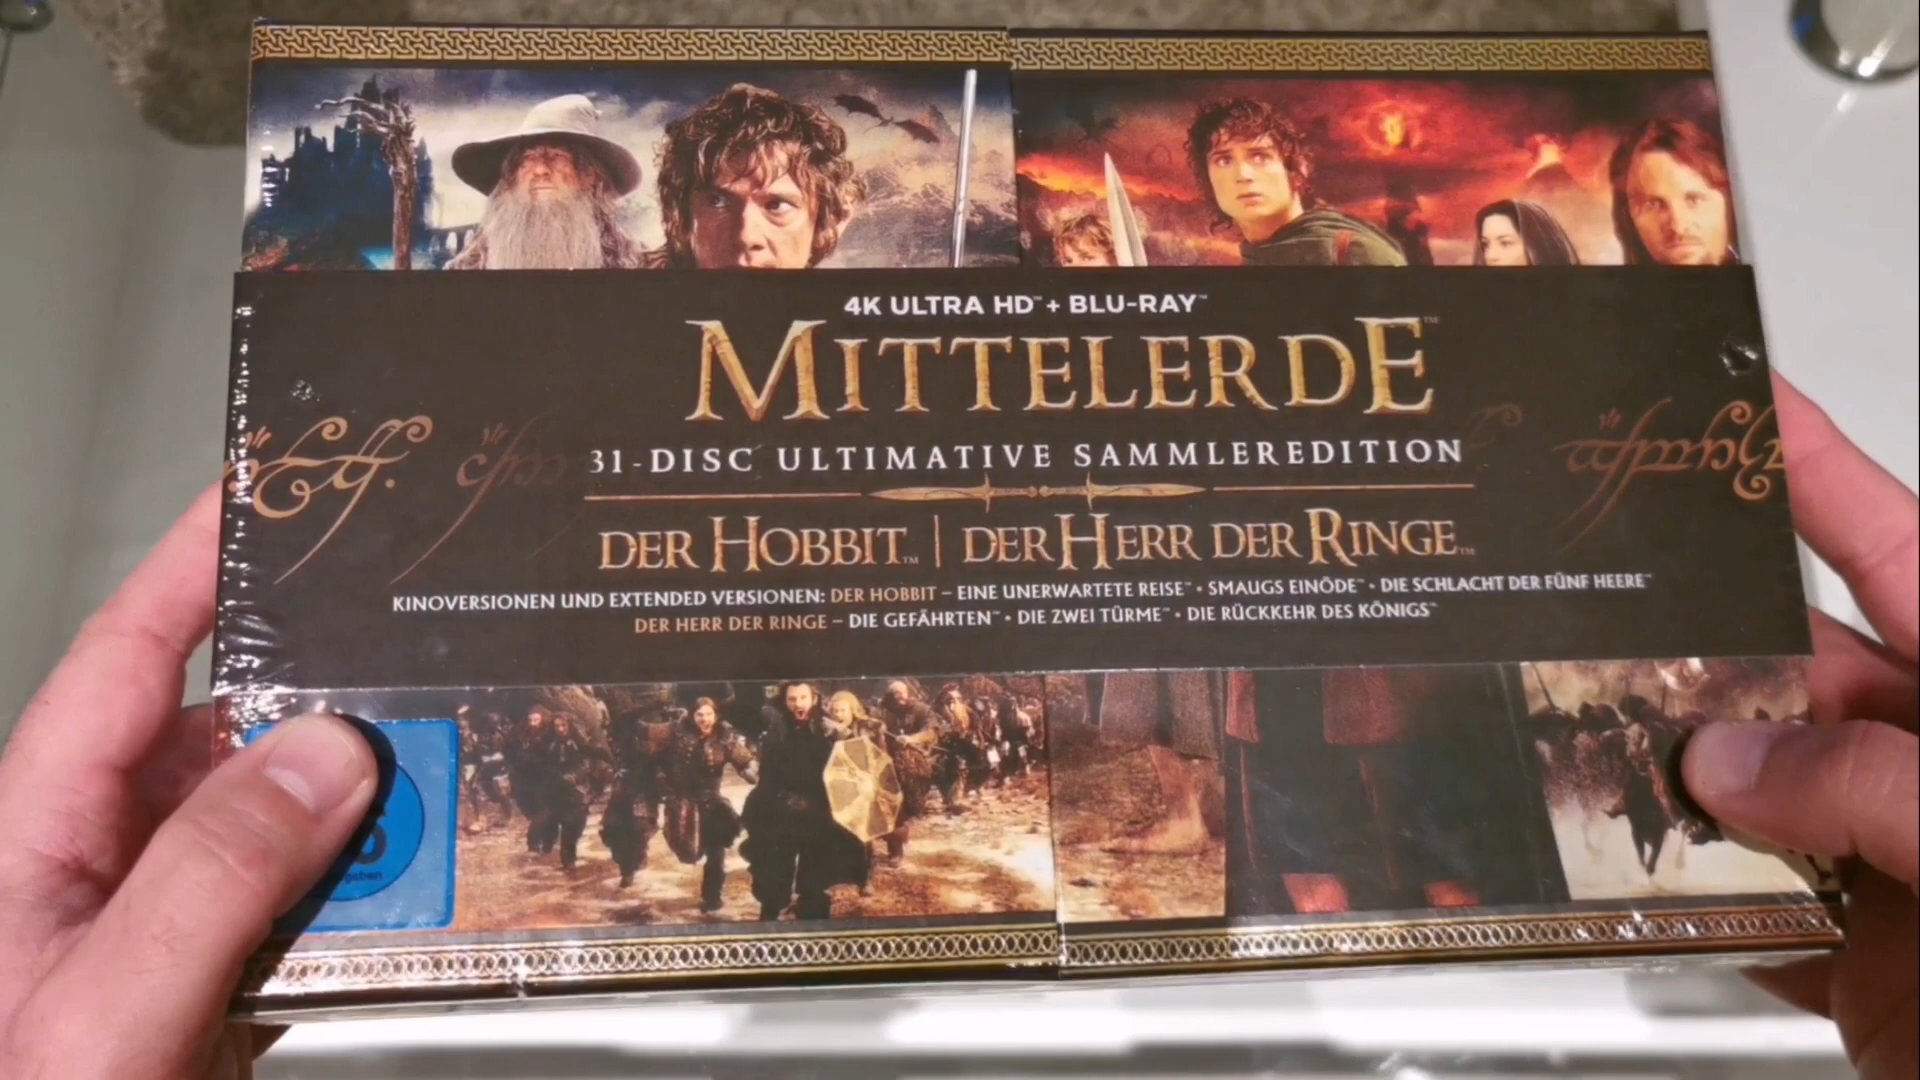 4K ULTRA HD™ + BLU-RAY™
MITTELERDE™
31-DISC ULTIMATIVE SAMMLEREDITION
DER HOBBIT™ | DER HERR DER RINGE™
KINOVERSIONEN UND EXTENDED VERSIONEN: DER HOBBIT – EINE UNERWARTETE REISE™ • SMAUGS EINÖDE™ • DIE SCHLACHT DER FÜNF HEERE™
DER HERR DER RINGE – DIE GEFÄHRTEN™ • DIE ZWEI TÜRME™ • DIE RÜCKKEHR DES KÖNIGS™